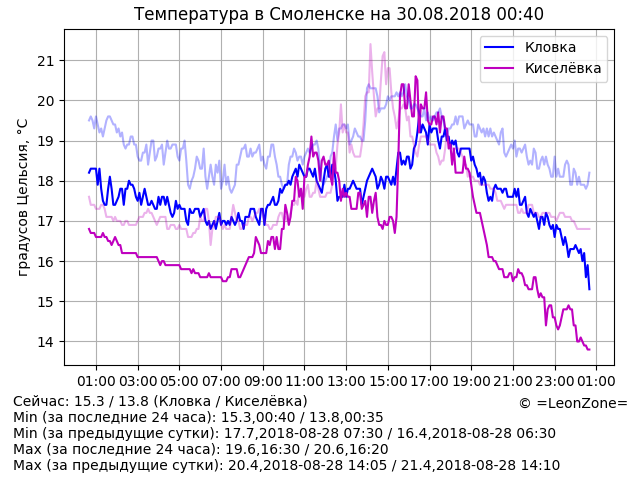 Температура в Смоленске на 30.08.2018 00:40
Кловка
Киселёвка
градусов Цельсия, °C
21
20
19
18
17
16
15
14
01:00 03:00 05:00 07:00 09:00 11:00 13:00 15:00 17:00 19:00 21:00 23:00 01:00
Сейчас: 15.3 / 13.8 (Кловка / Киселёвка)
© =LeonZone=
Min (за последние 24 часа): 15.3,00:40 / 13.8,00:35
Min (за предыдущие сутки): 17.7,2018-08-28 07:30 / 16.4,2018-08-28 06:30
Max (за последние 24 часа): 19.6,16:30 / 20.6,16:20
Max (за предыдущие сутки): 20.4,2018-08-28 14:05 / 21.4,2018-08-28 14:10